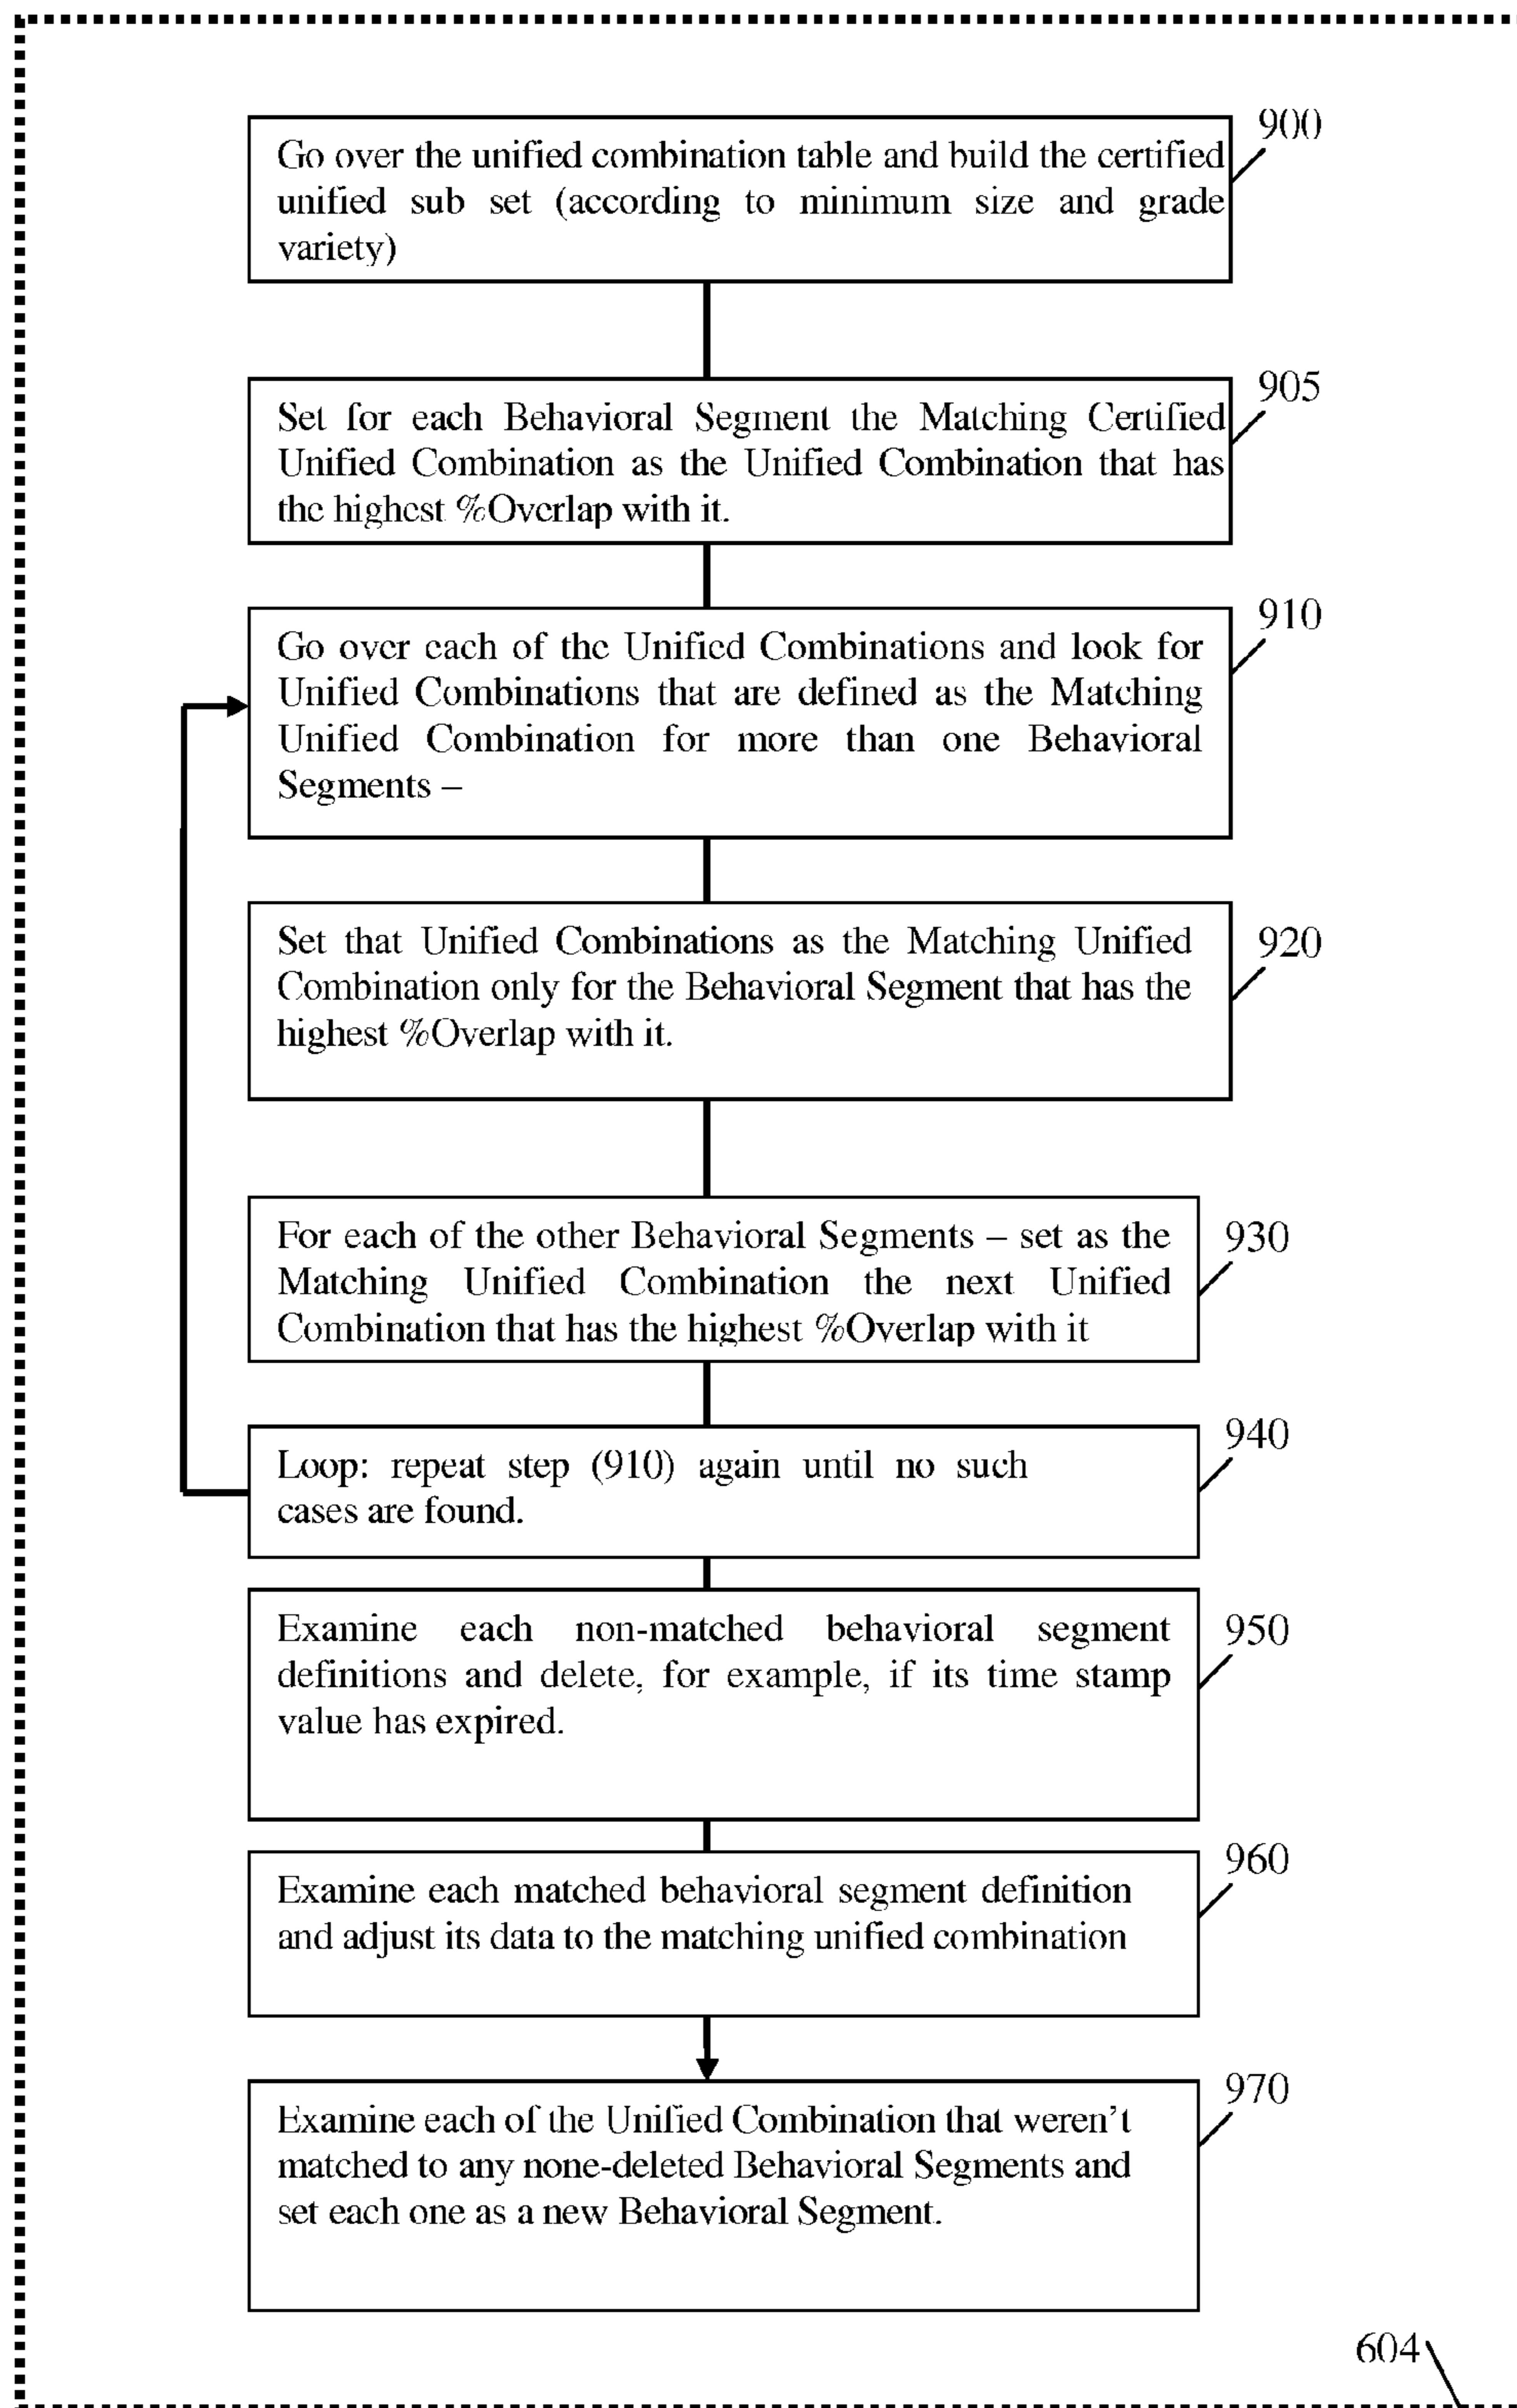 900
Go over the unified combination table and build the certified
unified sub set (according to minimum size and grade
variety)
905
Set for each Behavioral Segment the Matching Certified
Unified Combination as the Unified Combination that has
the highest %Overlap with it.
910
Go over each of the Unified Combinations and look for
Unified Combinations that are defined as the Matching
Unified Combination for more than one Behavioral
Segments –
920
Set that Unified Combinations as the Matching Unified
Combination only for the Behavioral Segment that has the
highest %Overlap with it.
930
For each of the other Behavioral Segments – set as the
Matching Unified Combination the next Unified
Combination that has the highest %Overlap with it
940
Loop: repeat step (910) again until no such
cases are found.
950
Examine each non-matched behavioral segment
definitions and delete, for example, if its time stamp
value has expired.
960
Examine each matched behavioral segment definition
and adjust its data to the matching unified combination
970
Examine each of the Unified Combination that weren't
matched to any none-deleted Behavioral Segments and
set each one as a new Behavioral Segment.
604